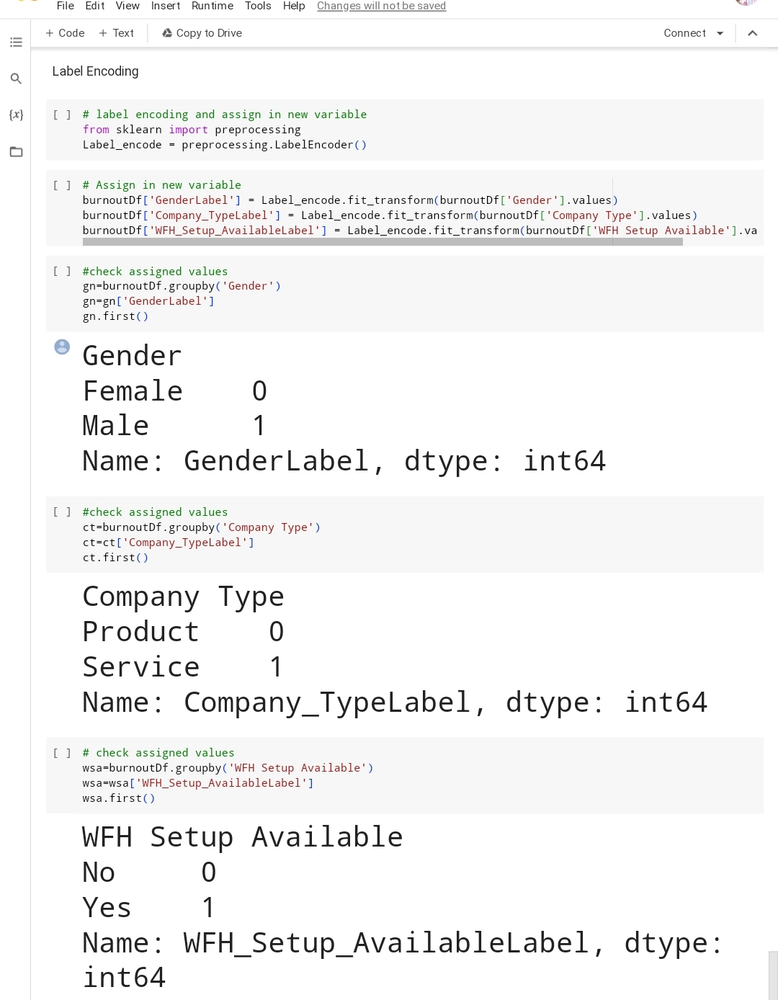 File Edit View Insert Runtime Tools Help Changes will not be saved
+ Code + Text Copy to Drive Connect
Label Encoding
[ ] # label encoding and assign in new variable
from sklearn import preprocessing
Label_encode = preprocessing.LabelEncoder()
[ ] # Assign in new variable
burnoutDf['GenderLabel'] = Label_encode.fit_transform(burnoutDf['Gender'].values)
burnoutDf['Company_TypeLabel'] = Label_encode.fit_transform(burnoutDf['Company Type'].values)
burnoutDf['WFH_Setup_AvailableLabel'] = Label_encode.fit_transform(burnoutDf['WFH Setup Available'].va
[ ] #check assigned values
gn=burnoutDf.groupby('Gender')
gn=gn['GenderLabel']
gn.first()
Gender
Female 0
Male 1
Name: GenderLabel, dtype: int64
[ ] #check assigned values
ct=burnoutDf.groupby('Company Type')
ct=ct['Company_TypeLabel']
ct.first()
Company Type
Product 0
Service 1
Name: Company_TypeLabel, dtype: int64
[ ] # check assigned values
wsa=burnoutDf.groupby('WFH Setup Available')
wsa=wsa['WFH_Setup_AvailableLabel']
wsa.first()
WFH Setup Available
No 0
Yes 1
Name: WFH_Setup_AvailableLabel, dtype:
int64